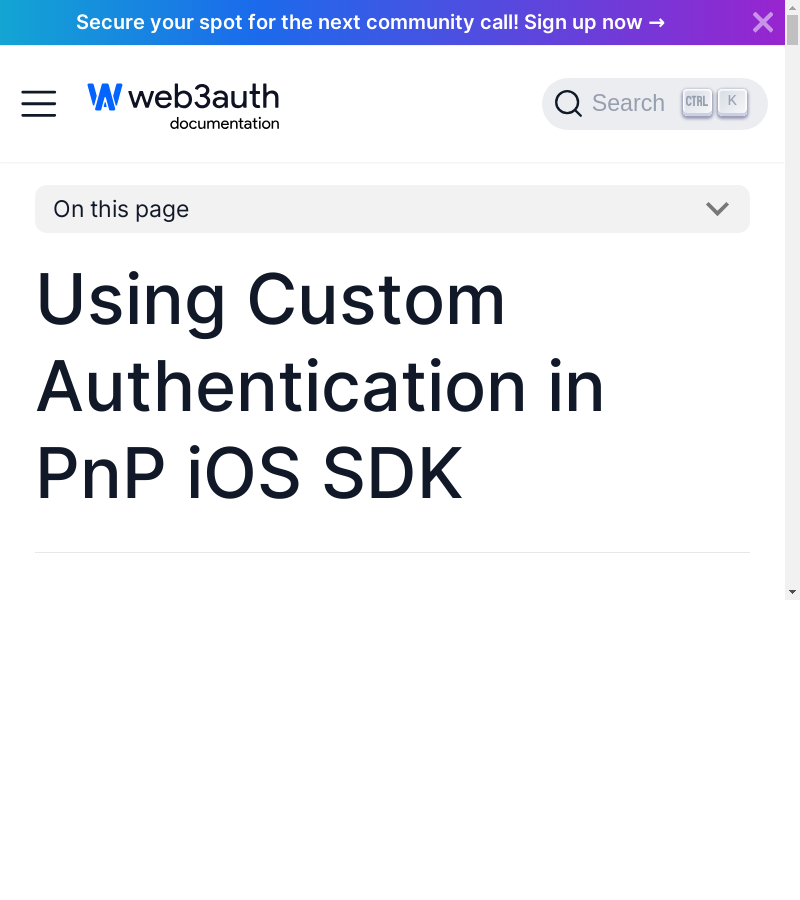 Secure your spot for the next community call! Sign up now →
web3auth
documentation
Search CTRL K
On this page
Using Custom
Authentication in
PnP iOS SDK